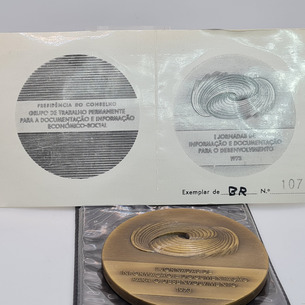 PRESIDÊNCIA DO CONSELHO
GRUPO DE TRABALHO PERMANENTE
PARA A DOCUMENTAÇÃO E INFORMAÇÃO
ECONÓMICO-SOCIAL
I JORNADAS DE
INFORMAÇÃO E DOCUMENTAÇÃO
PARA O DESENVOLVIMENTO
1973
Exemplar de BR N.º 107